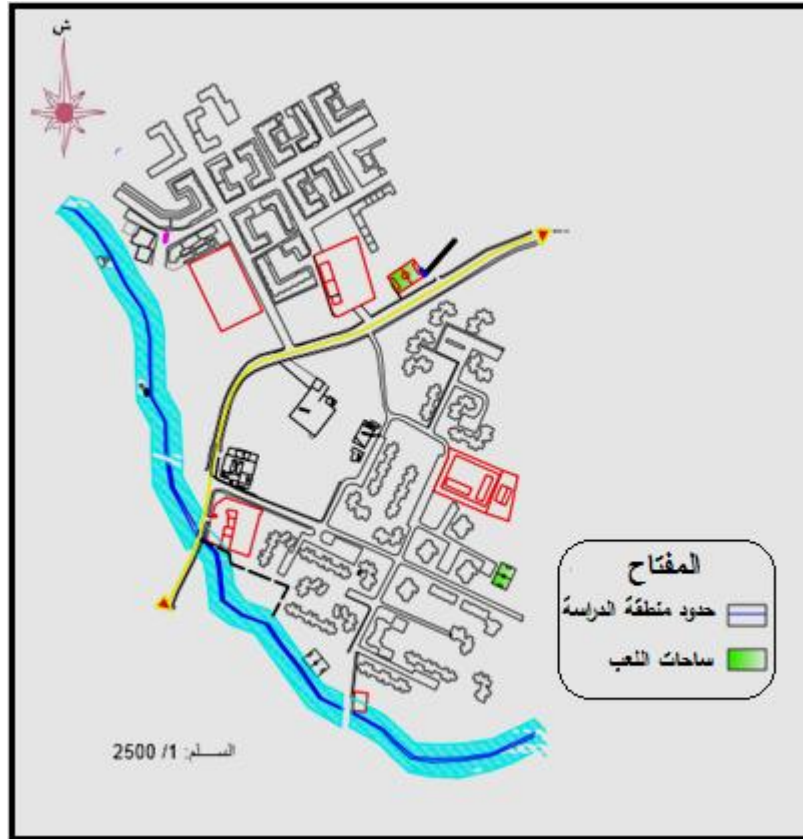 ش
المفتاح
حدود منطقة الدراسة
ساحات اللعب
السلم: 1/ 2500